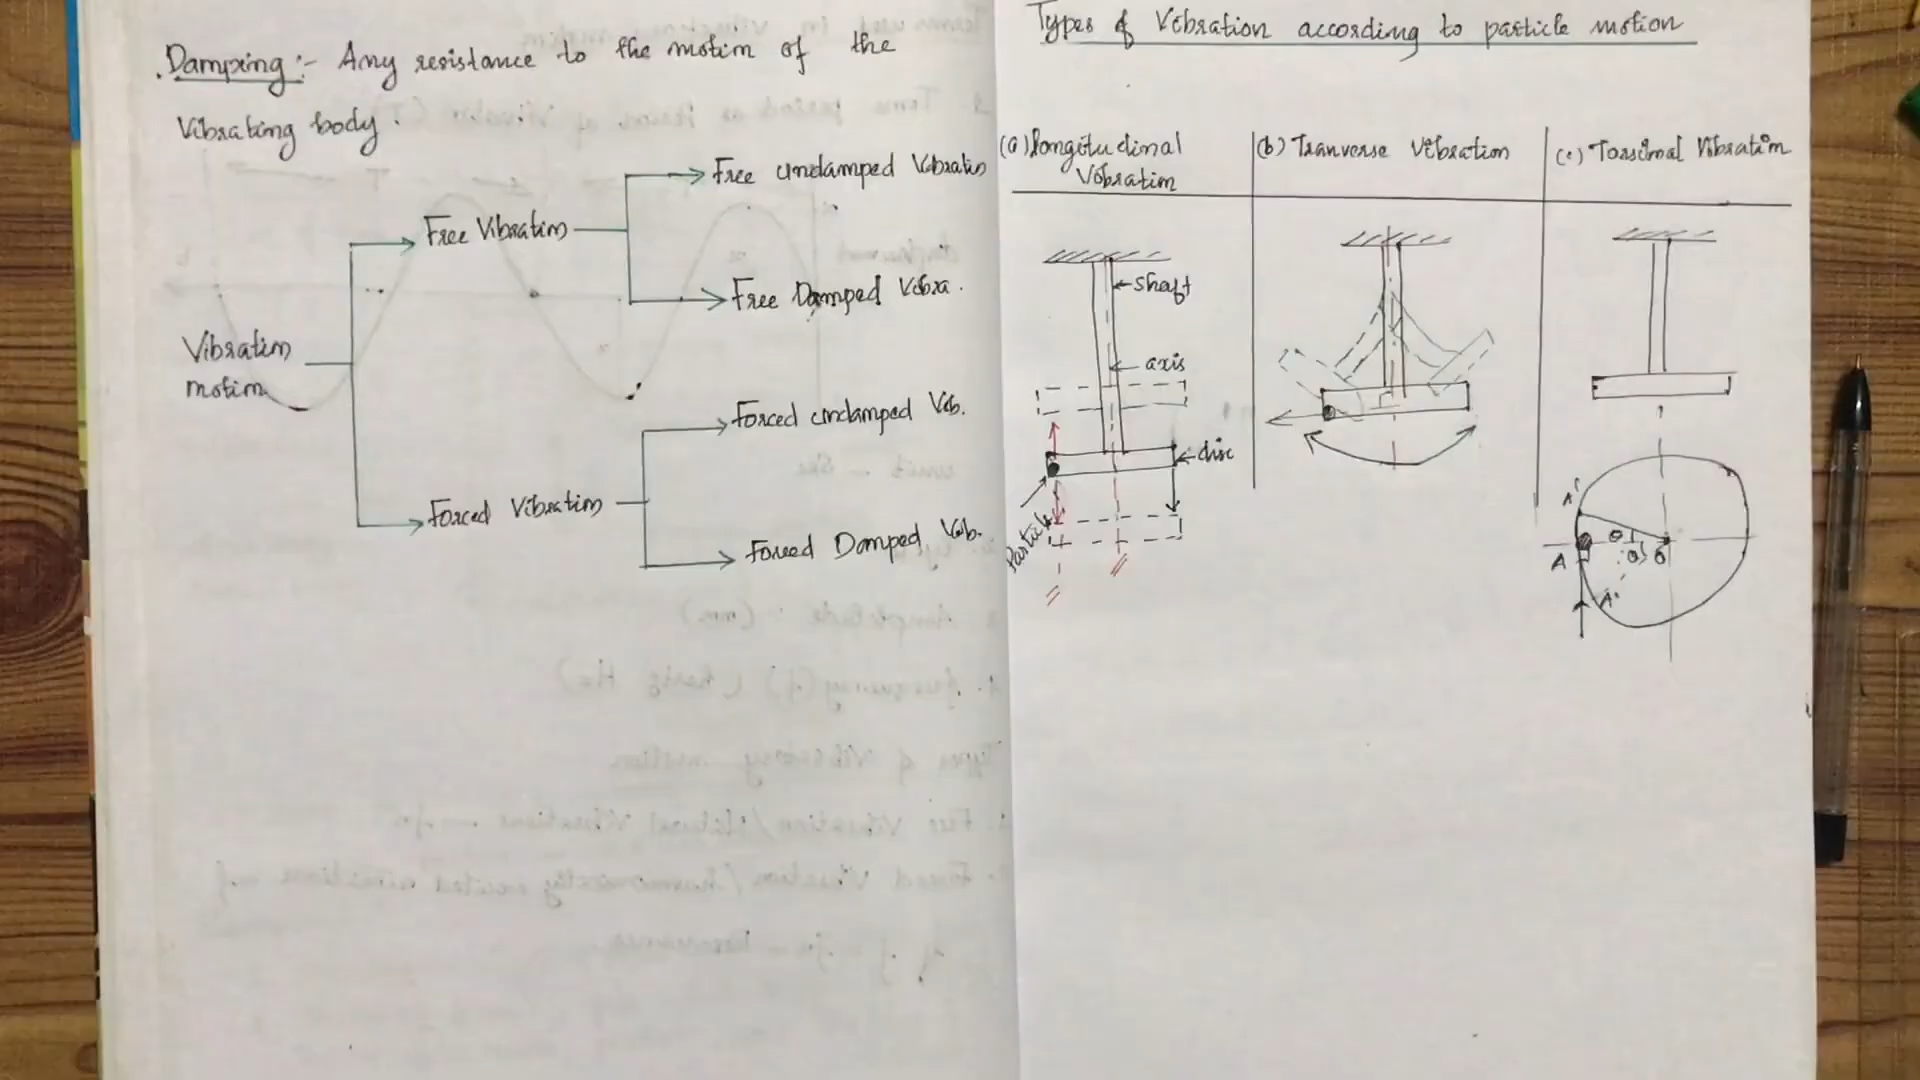 Damping :- Any resistance to the motion of the
Vibrating body.
Vibration
motion
Free Vibration
Free undamped Vibration
Free Damped Vibra.
Forced Vibration
Forced undamped Vib.
Forced Damped Vib.
Types of Vibration according to particle motion
(a) Longitudinal
Vibration
shaft
axis
disc
Particle
(b) Tranverse Vibration
(c) Torsional Vibration
A'
A
θ
θ
O
A'